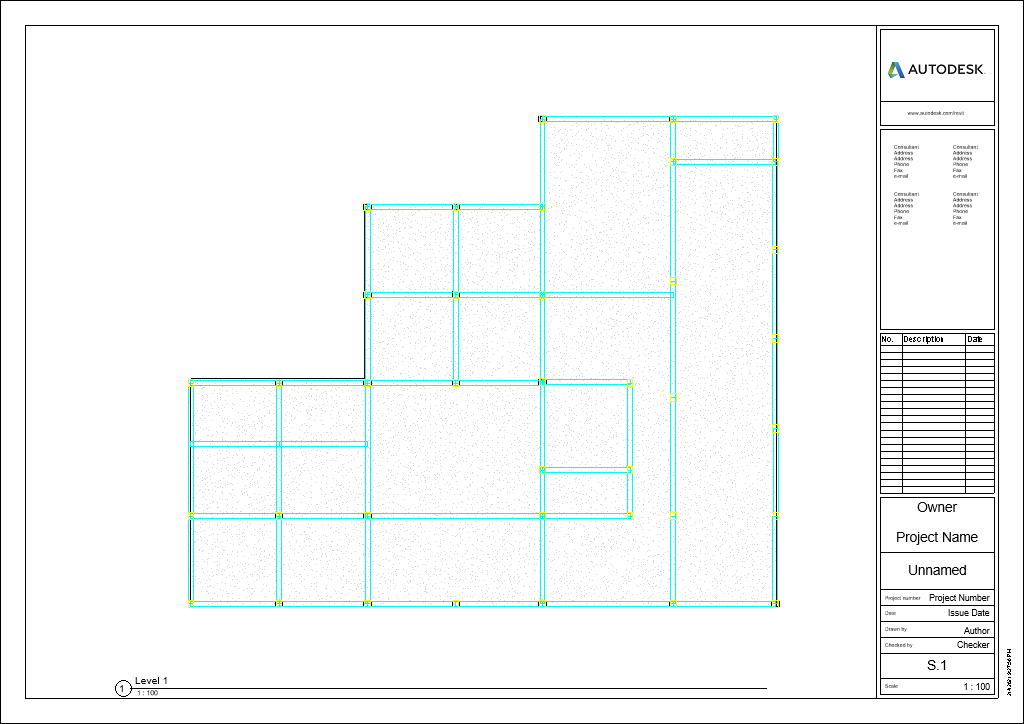 AUTODESK.
www.autodesk.com/revit
Consultant
Address
Address
Phone
Fax
e-mail
Consultant
Address
Address
Phone
Fax
e-mail
Consultant
Address
Address
Phone
Fax
e-mail
Consultant
Address
Address
Phone
Fax
e-mail
No. Description Date
Owner
Project Name
Unnamed
Project number Project Number
Date Issue Date
Drawn by Author
Checked by Checker
S.1
Scale 1 : 100
1 Level 1
1 : 100